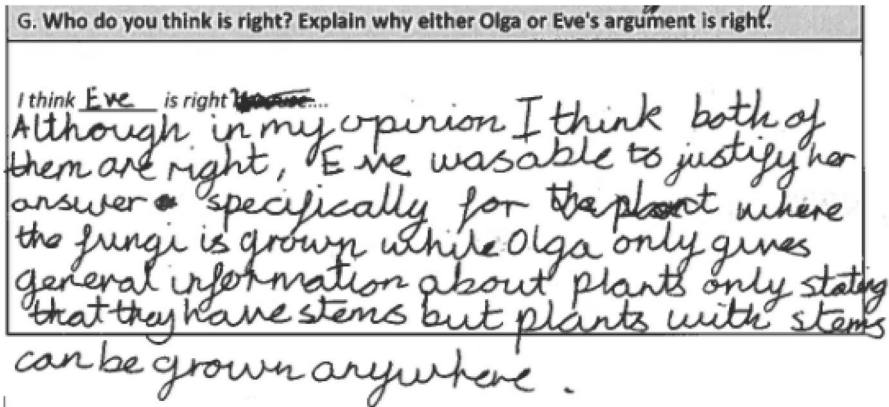 G. Who do you think is right? Explain why either Olga or Eve's argument is right.
I think Eve is right
Although in my opinion I think both of
them are right, Eve was able to justify her
answer specifically for the plant where
the fungi is grown while Olga only gives
general information about plants only stating
that they have stems but plants with stems
can be grown anywhere.